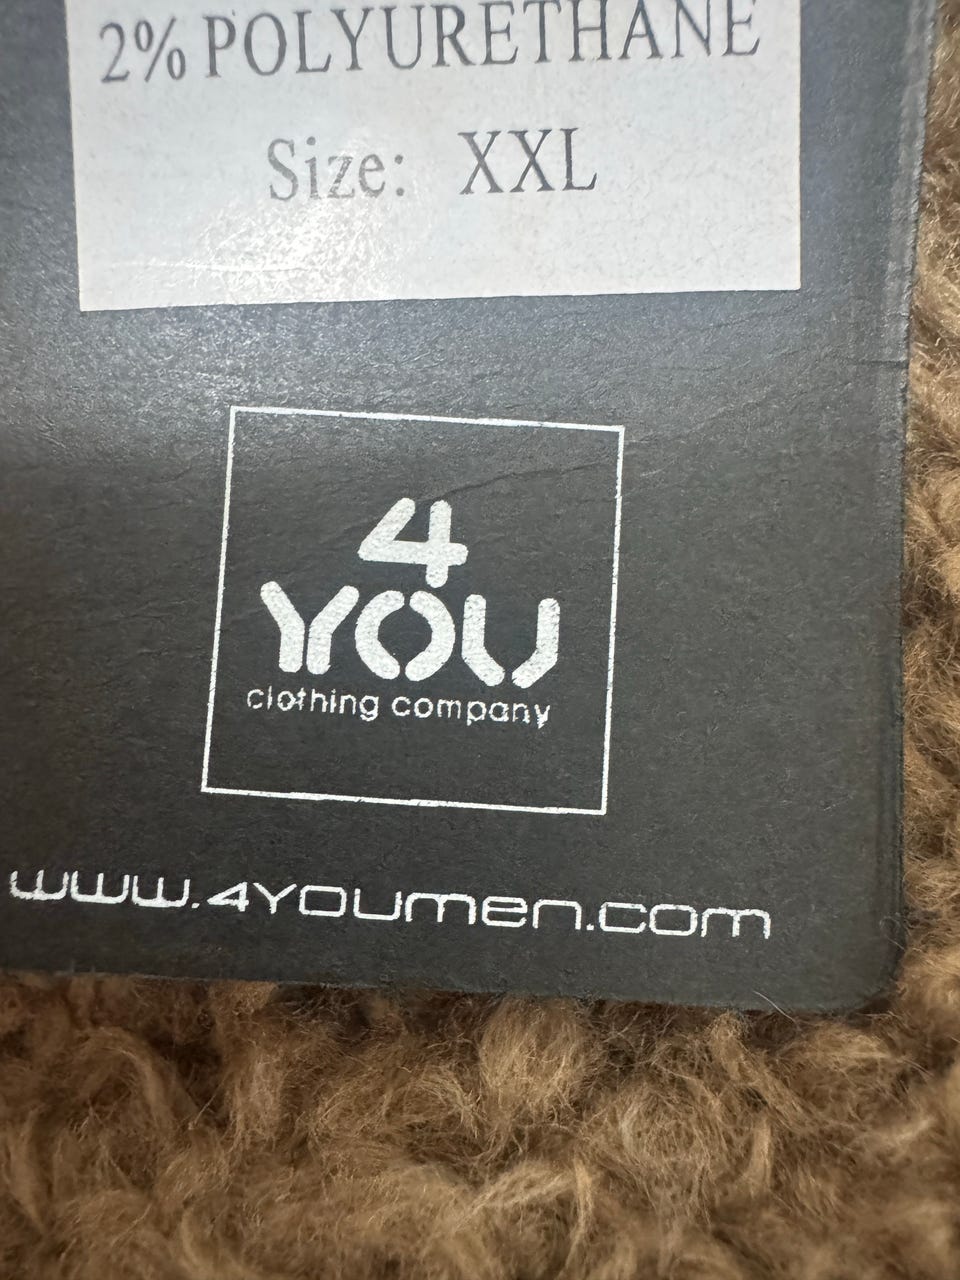 2% POLYURETHANE
Size: XXL
4
YOU
clothing company
www.4YOUmen.com